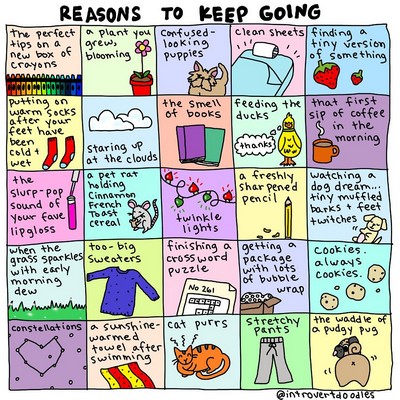 REASONS TO KEEP GOING
the perfect
tips on a
new box of
crayons
a plant you
grew,
blooming
confused-
looking
puppies
clean sheets
finding a
tiny version
of something
putting on
warm socks
after your
feet have
been
cold +
wet
staring up
at the clouds
the smell
of books
feeding the
ducks
thanks
that first
sip of coffee
in the
morning
the
slurp-pop
sound of
your fave
lipgloss
a pet rat
holding
Cinnamon
French
Toast
cereal
twinkle
lights
a freshly
sharpened
pencil
watching a
dog dream...
tiny muffled
barks + feet
twitches
when the
grass sparkles
with early
morning
dew
too-big
sweaters
finishing a
crossword
puzzle
No 261
getting a
package
with lots
of bubble
wrap
cookies.
always
cookies.
constellations
a sunshine-
warmed
towel after
swimming
cat purrs
stretchy
pants
the waddle of
a pudgy pug
@introvertdoodles